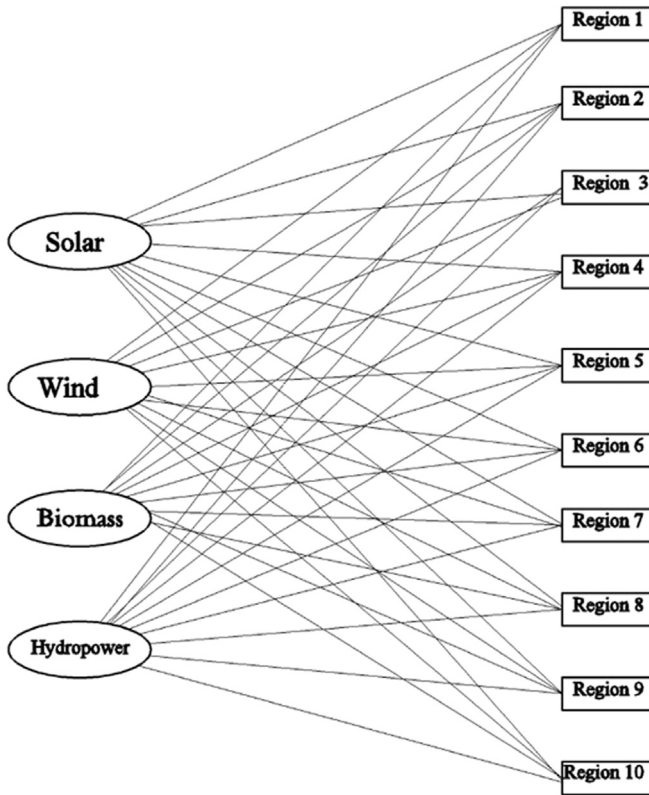 Solar
Wind
Biomass
Hydropower
Region 1
Region 2
Region 3
Region 4
Region 5
Region 6
Region 7
Region 8
Region 9
Region 10